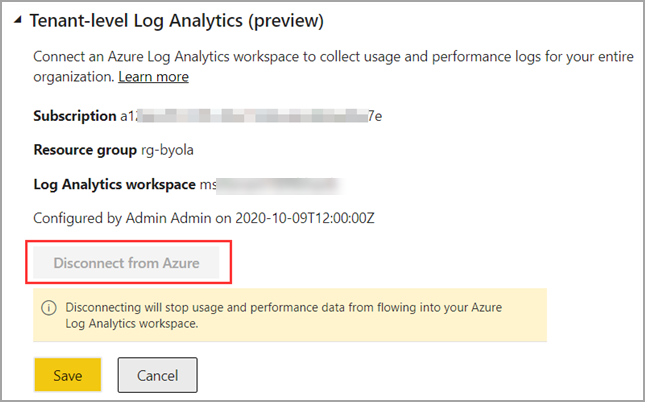 Tenant-level Log Analytics (preview)
Connect an Azure Log Analytics workspace to collect usage and performance logs for your entire
organization. Learn more
Subscription a12 7e
Resource group rg-byola
Log Analytics workspace ms
Configured by Admin Admin on 2020-10-09T12:00:00Z
Disconnect from Azure
Disconnecting will stop usage and performance data from flowing into your Azure
Log Analytics workspace.
Save Cancel